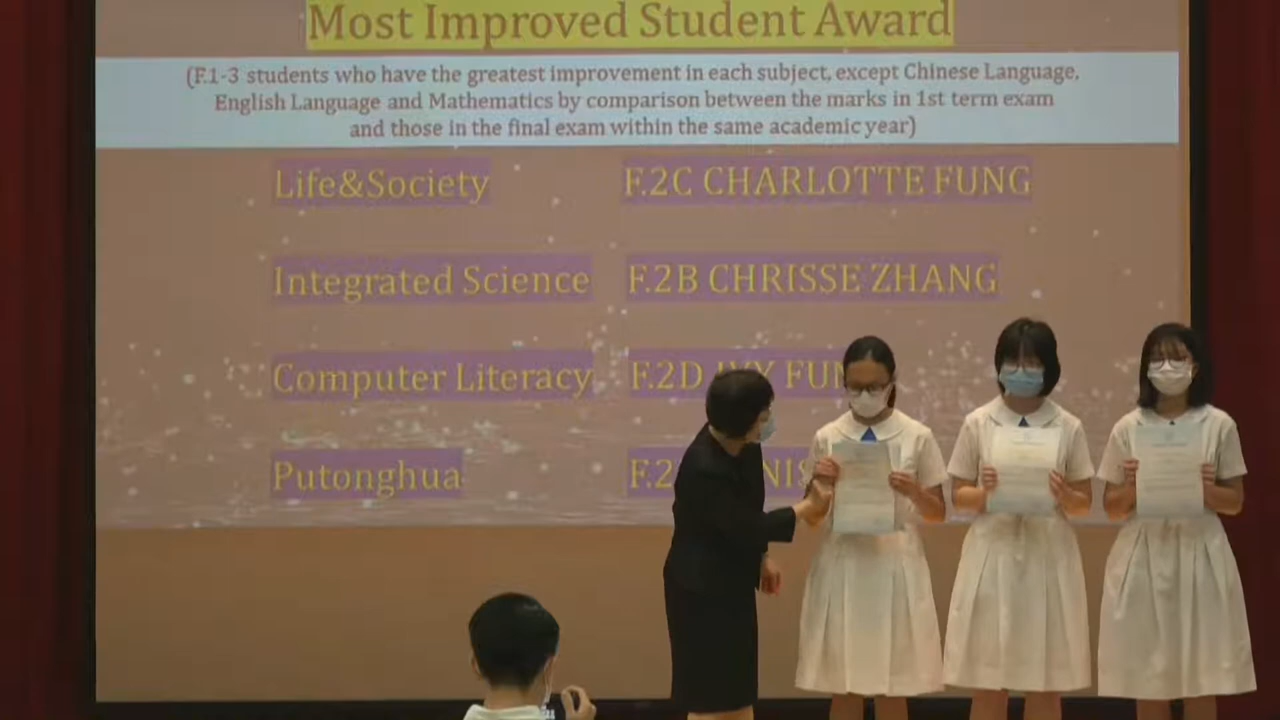 Most Improved Student Award
(F.1-3 students who have the greatest improvement in each subject, except Chinese Language,
English Language and Mathematics by comparison between the marks in 1st term exam
and those in the final exam within the same academic year)
Life&Society F.2C CHARLOTTE FUNG
Integrated Science F.2B CHRISSE ZHANG
Computer Literacy F.2D IVY
Putonghua